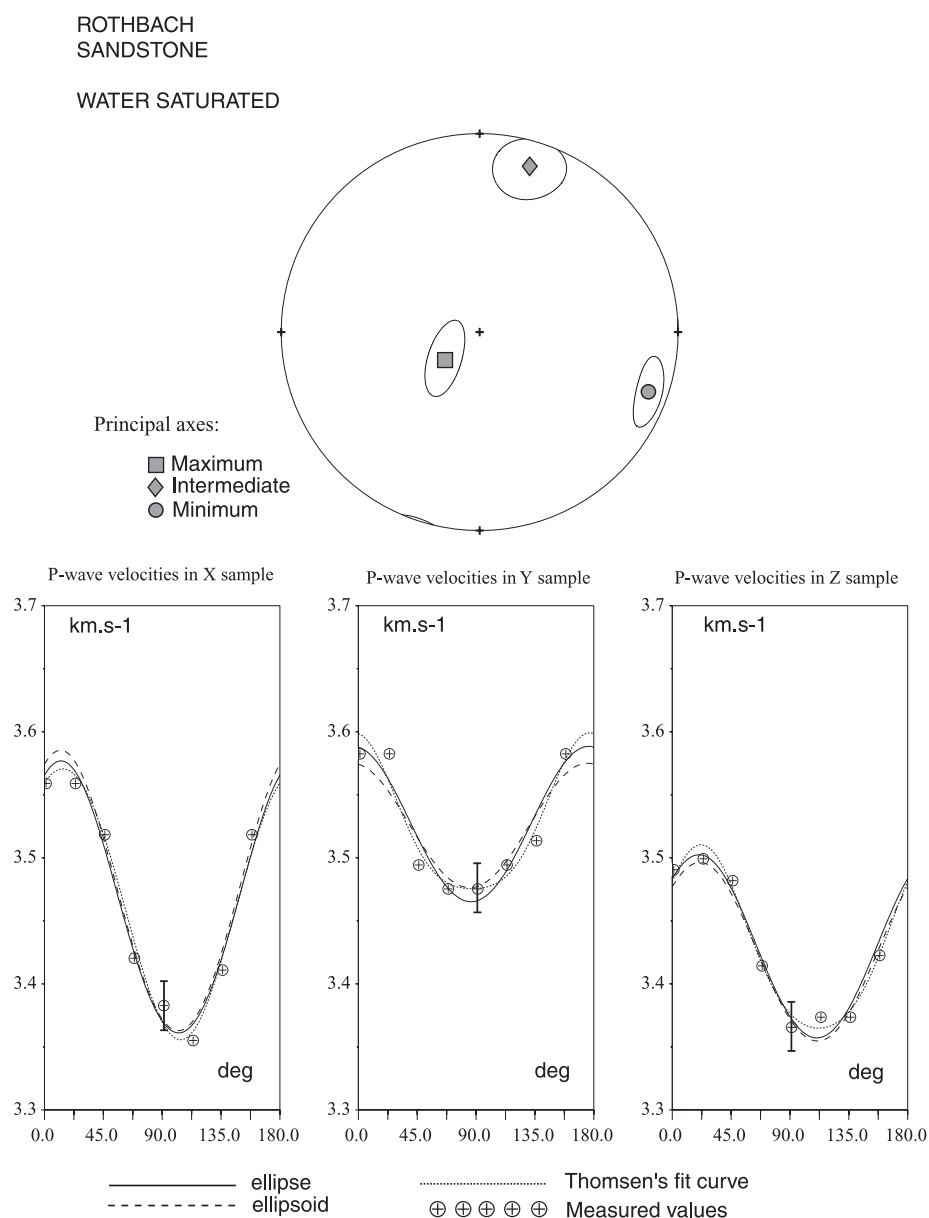 ROTHBACH
SANDSTONE
WATER SATURATED
Principal axes:
Maximum
Intermediate
Minimum
P-wave velocities in X sample
P-wave velocities in Y sample
P-wave velocities in Z sample
3.7
3.6
3.5
3.4
3.3
km.s-1
deg
0.0 45.0 90.0 135.0 180.0
3.7
3.6
3.5
3.4
3.3
km.s-1
deg
0.0 45.0 90.0 135.0 180.0
3.7
3.6
3.5
3.4
3.3
km.s-1
deg
0.0 45.0 90.0 135.0 180.0
ellipse
ellipsoid
Thomsen's fit curve
Measured values